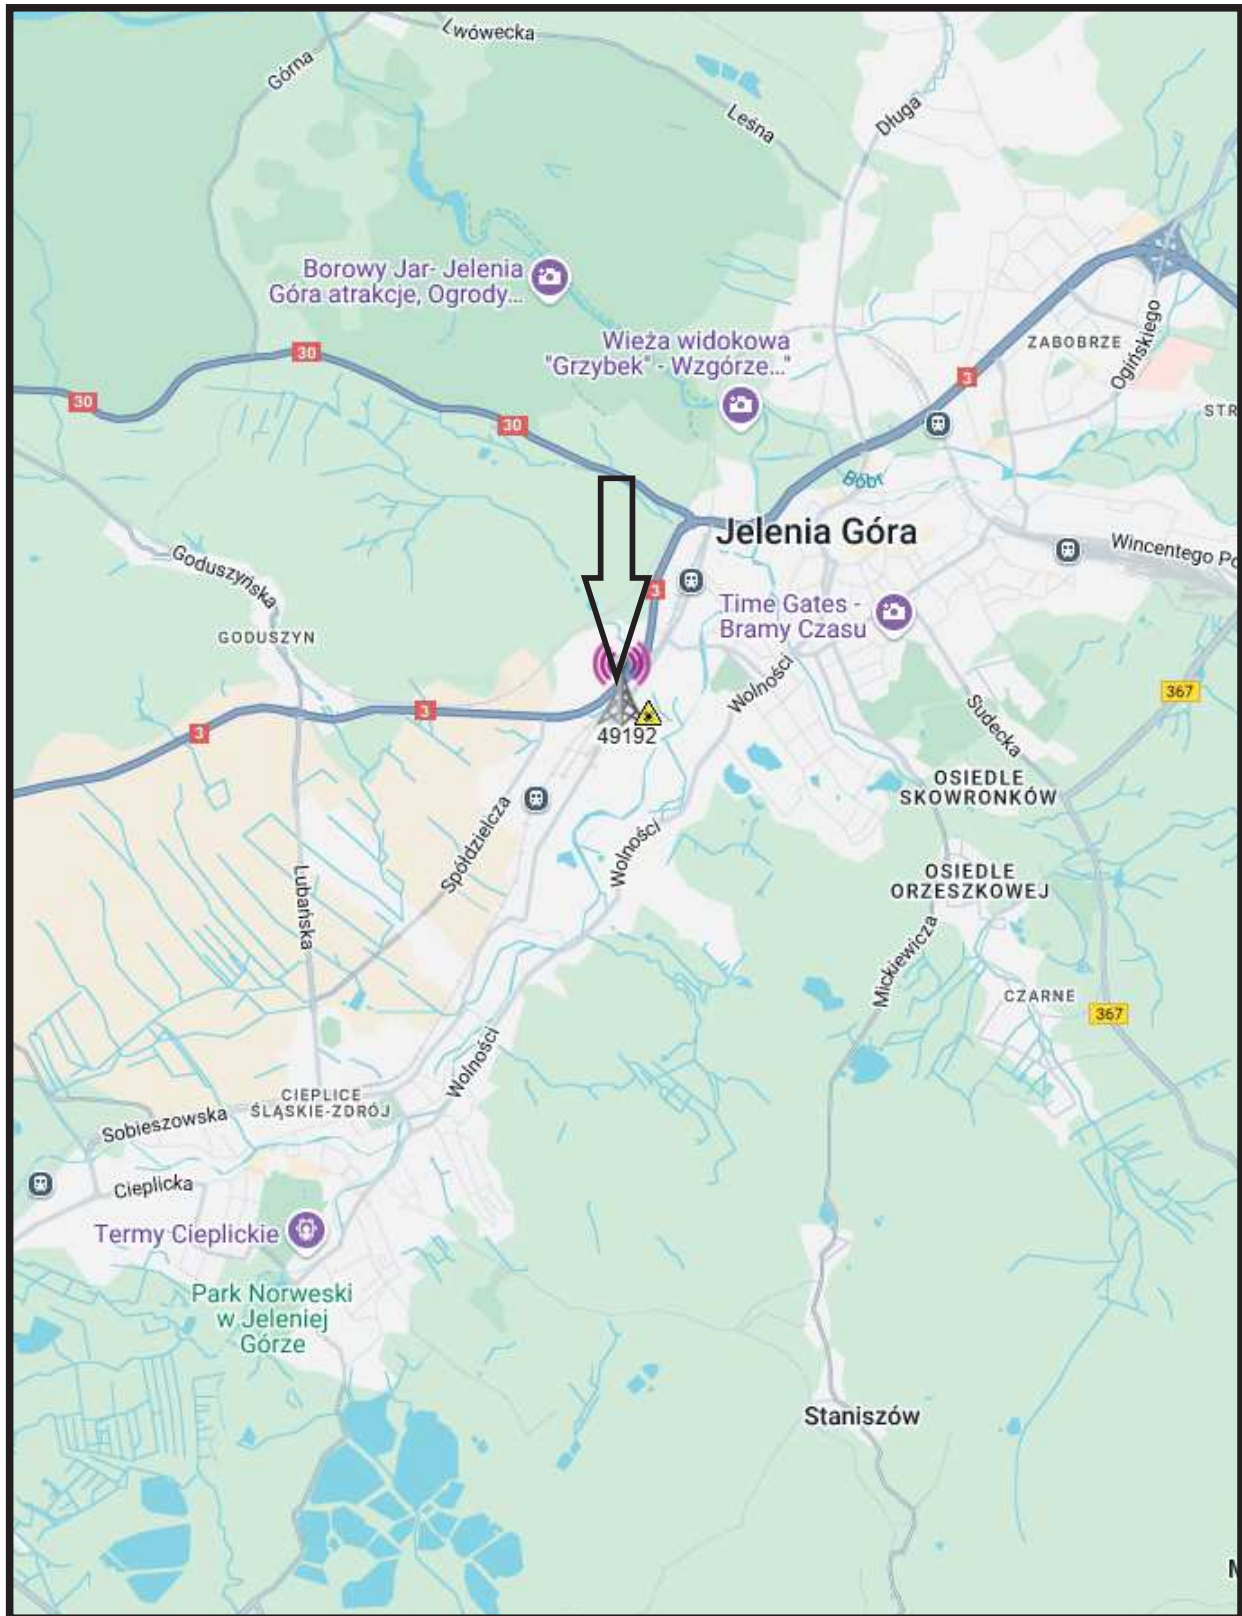 Lwówecka
Górna
Leśna
Długa
Borowy Jar- Jelenia
Góra atrakcje, Ogrody...
Wieża widokowa
"Grzybek" - Wzgórze..."
ZABOBRZE
Ogińskiego
30
3
30
STR
30
Bóbr
Jelenia Góra
Wincentego Po
Goduszyńska
3
Time Gates -
Bramy Czasu
GODUSZYN
Wolności
367
3
Sudecka
3
49192
OSIEDLE
SKOWRONKÓW
Spółdzielcza
Wolności
OSIEDLE
ORZESZKOWEJ
Lubańska
Mickiewicza
CZARNE
367
Wolności
CIEPLICE
ŚLĄSKIE-ZDRÓJ
Sobieszowska
Cieplicka
Termy Cieplickie
Park Norweski
w Jeleniej
Górze
Staniszów